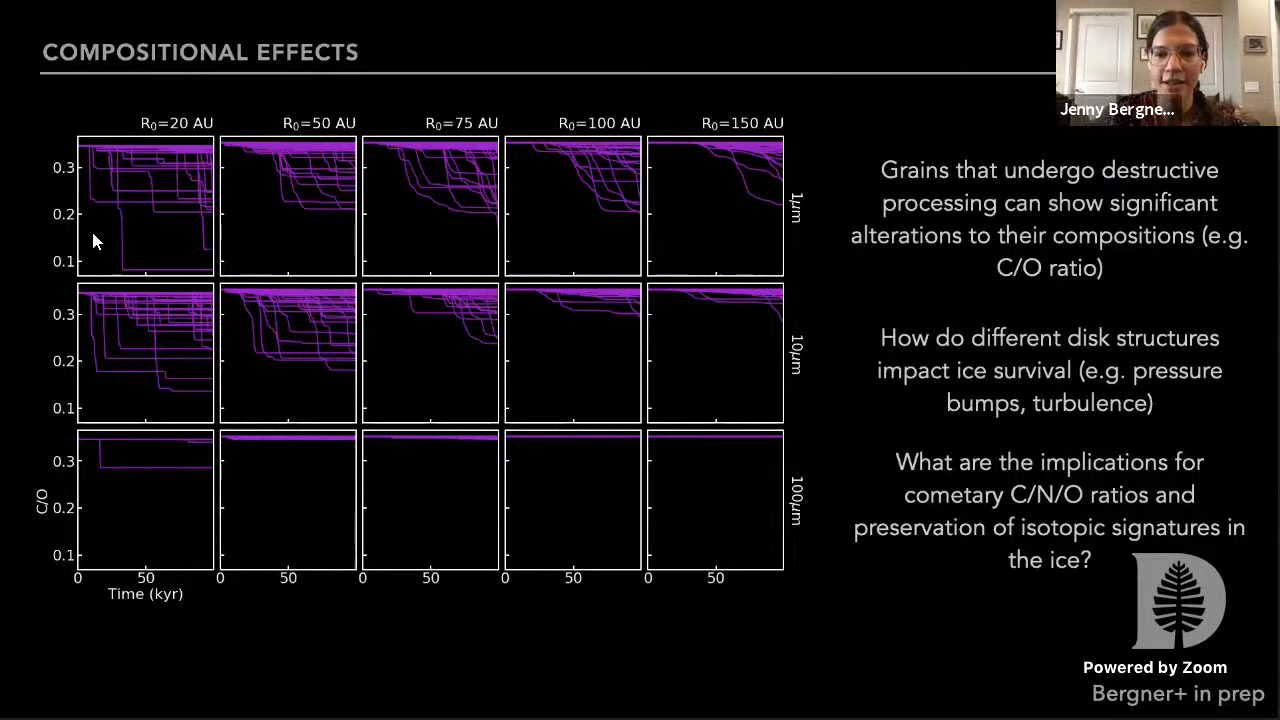 COMPOSITIONAL EFFECTS
Jenny Bergne...
R₀=20 AU
R₀=50 AU
R₀=75 AU
R₀=100 AU
R₀=150 AU
0.3
0.2
0.1
1μm
0.3
0.2
0.1
10μm
0.3
0.2
0.1
C/O
100μm
0 50 0 50 0 50 0 50 0 50
Time (kyr)
Grains that undergo destructive
processing can show significant
alterations to their compositions (e.g.
C/O ratio)
How do different disk structures
impact ice survival (e.g. pressure
bumps, turbulence)
What are the implications for
cometary C/N/O ratios and
preservation of isotopic signatures in
the ice?
D
Powered by Zoom
Bergner+ in prep